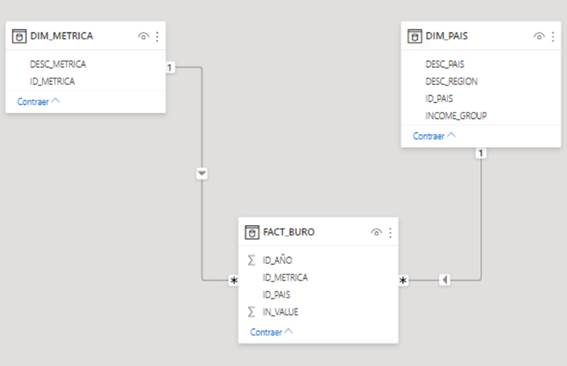 DIM_METRICA
DESC_METRICA
ID_METRICA
Contraer
1
DIM_PAIS
DESC_PAIS
DESC_REGION
ID_PAIS
INCOME_GROUP
Contraer
1
FACT_BURO
Σ ID_AÑO
ID_METRICA
ID_PAIS
Σ IN_VALUE
Contraer
*
*